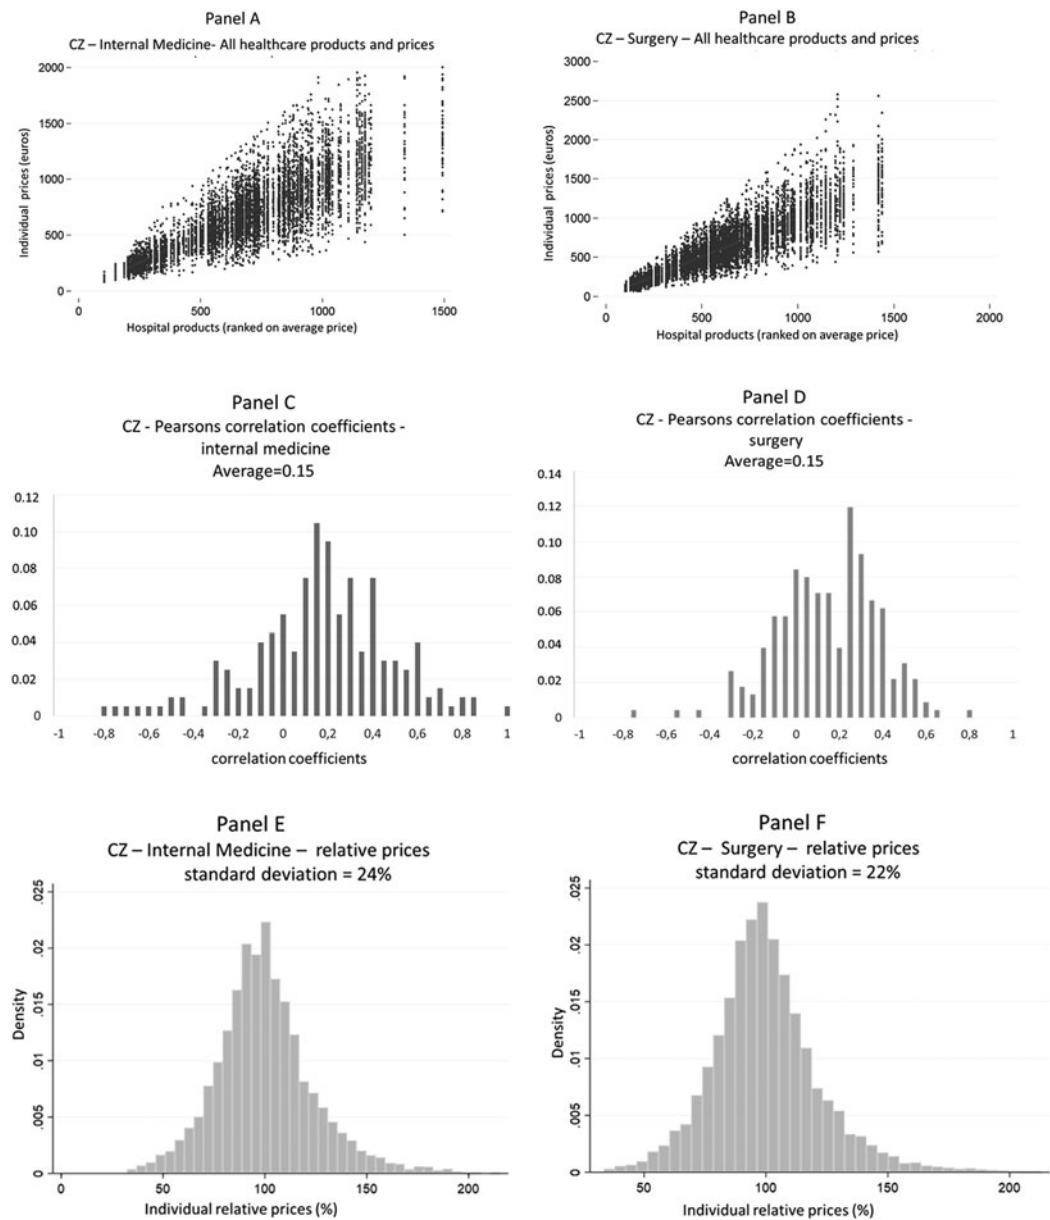 Panel A
CZ – Internal Medicine- All healthcare products and prices
2000
1500
1000
500
0
Individual prices (euros)
0 500 1000 1500
Hospital products (ranked on average price)
Panel B
CZ – Surgery – All healthcare products and prices
3000
2500
2000
1500
1000
500
0
Individual prices (euros)
0 500 1000 1500 2000
Hospital products (ranked on average price)
Panel C
CZ - Pearsons correlation coefficients -
internal medicine
Average=0.15
0.12
0.10
0.08
0.06
0.04
0.02
0
-1 -0,8 -0,6 -0,4 -0,2 0 0,2 0,4 0,6 0,8 1
correlation coefficients
Panel D
CZ - Pearsons correlation coefficients -
surgery
Average=0.15
0.14
0.12
0.10
0.08
0.06
0.04
0.02
0
-1 -0,8 -0,6 -0,4 -0,2 0 0,2 0,4 0,6 0,8 1
correlation coefficients
Panel E
CZ – Internal Medicine – relative prices
standard deviation = 24%
.025
.02
.015
.01
.005
0
Density
0 50 100 150 200
Individual relative prices (%)
Panel F
CZ – Surgery – relative prices
standard deviation = 22%
.025
.02
.015
.01
.005
0
Density
50 100 150 200
Individual relative prices (%)